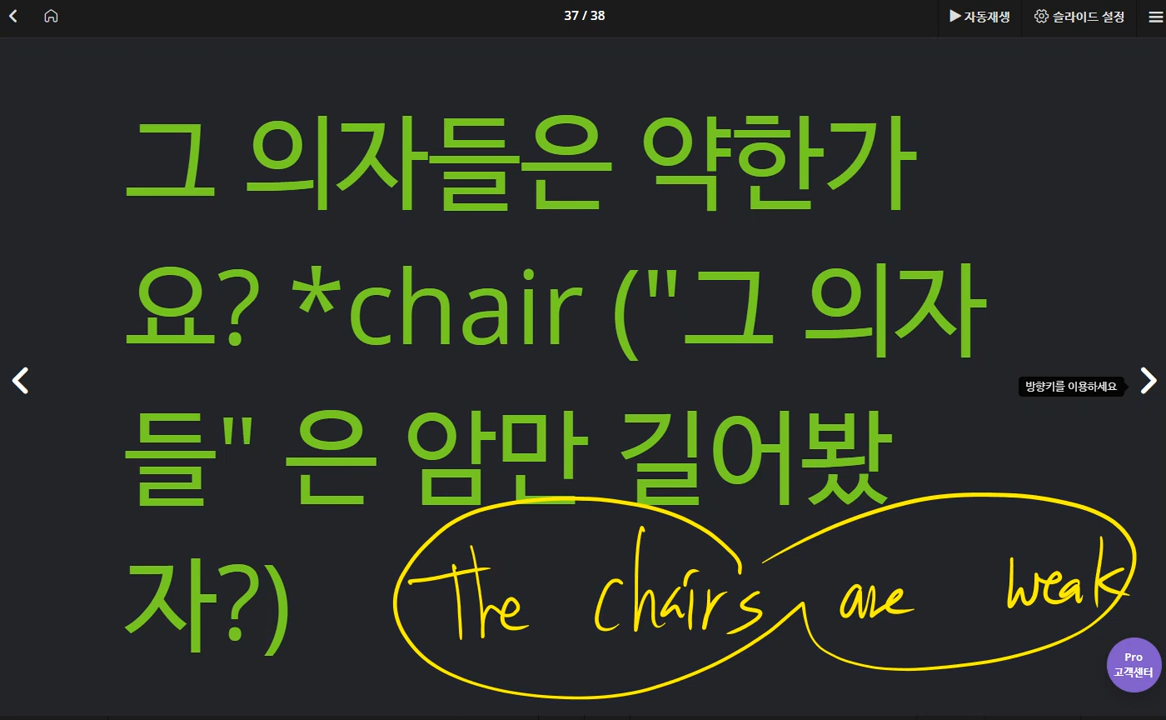 37 / 38
자동재생
슬라이드 설정
그 의자들은 약한가
요? *chair ("그 의자
방향키를 이용하세요
들" 은 암만 길어봤
자?)
The chairs are weak
Pro
고객센터